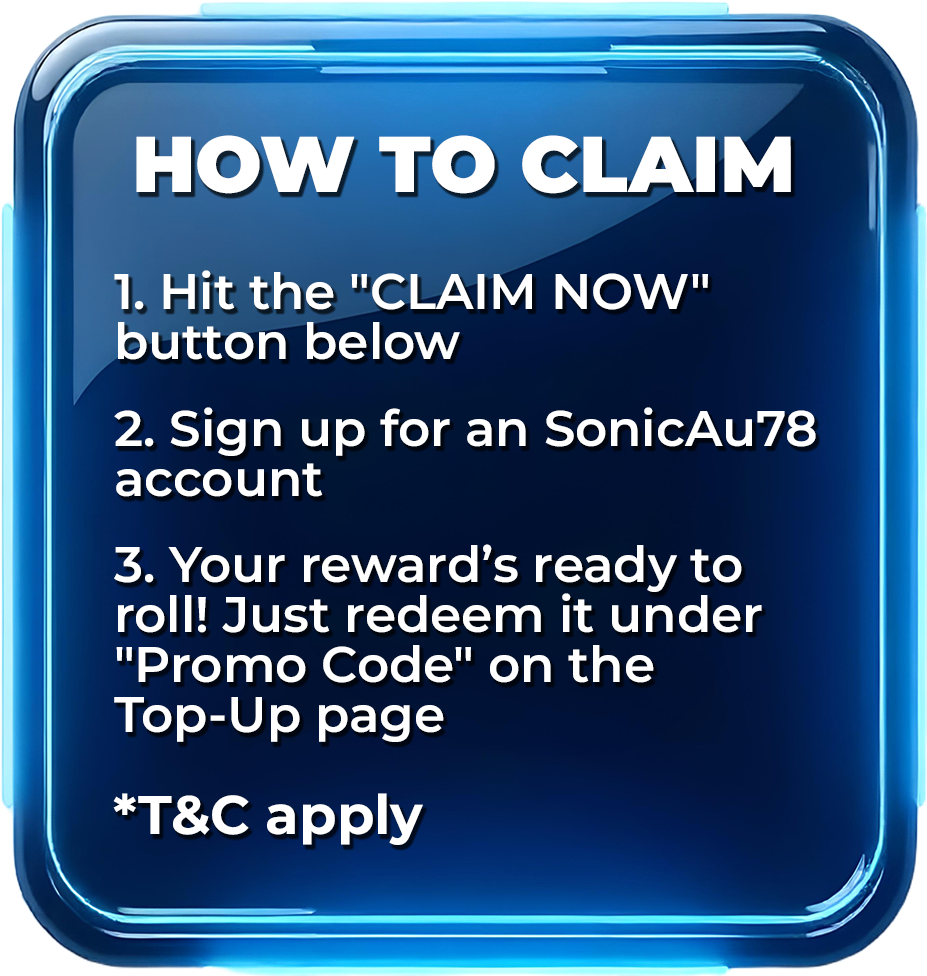 HOW TO CLAIM
1. Hit the "CLAIM NOW"
button below
2. Sign up for an SonicAu78
account
3. Your reward’s ready to
roll! Just redeem it under
"Promo Code" on the
Top-Up page
*T&C apply